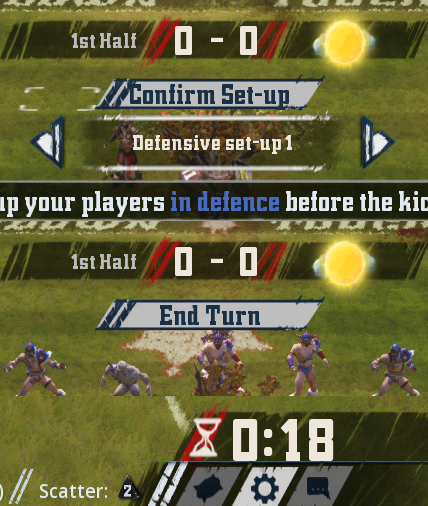 1st Half 0 - 0
Confirm Set-up
Defensive set-up 1
up your players in defence before the kic
1st Half 0 - 0
End Turn
0:18
Scatter: 2